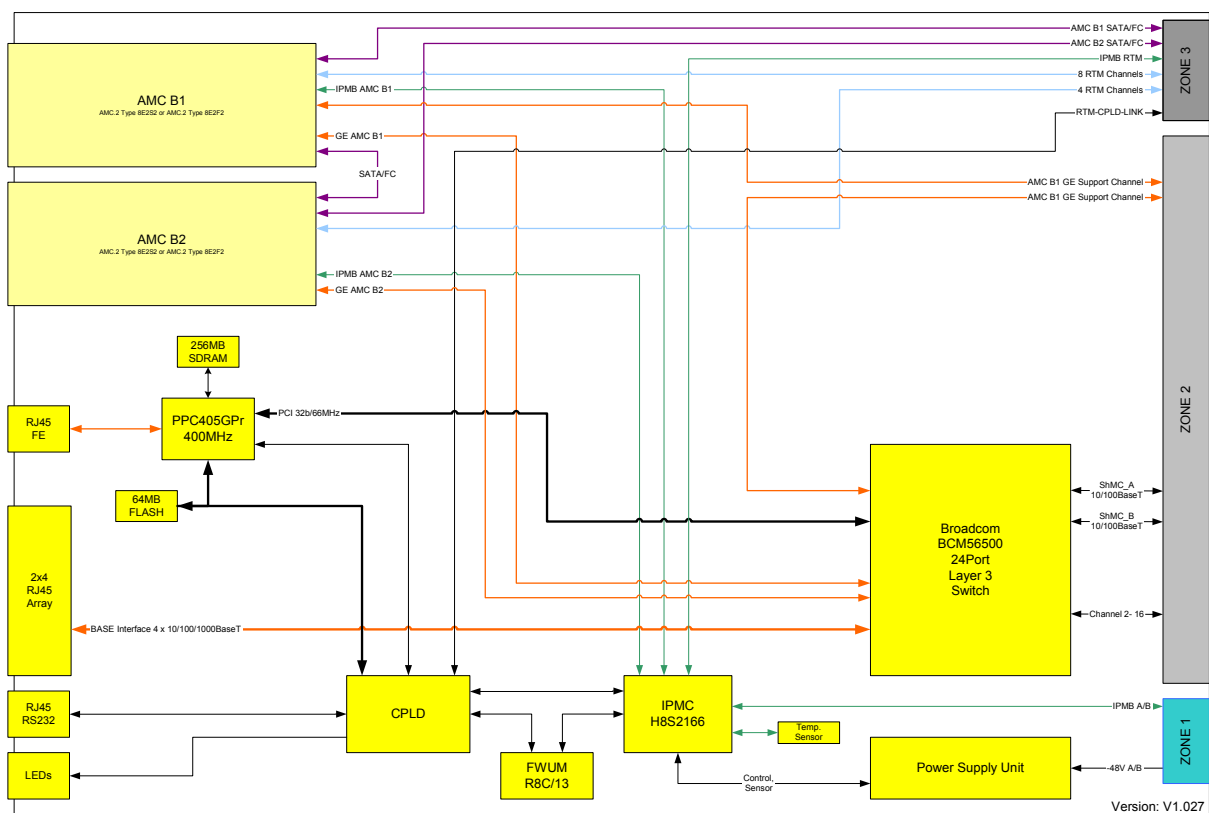 AMC B1 SATA/FC
AMC B2 SATA/FC
IPMB RTM
8 RTM Channels
4 RTM Channels
RTM-CPLD-LINK
ZONE 3
AMC B1
AMC.2 Type 8E2S2 or AMC.2 Type 8E2F2
IPMB AMC B1
GE AMC B1
SATA/FC
AMC B2
AMC.2 Type 8E2S2 or AMC.2 Type 8E2F2
IPMB AMC B2
GE AMC B2
AMC B1 GE Support Channel
AMC B1 GE Support Channel
ZONE 2
256MB
SDRAM
PPC405GPr
400MHz
PCI 32b/66MHz
RJ45
FE
64MB
FLASH
2x4
RJ45
Array
BASE Interface 4 x 10/100/1000BaseT
Broadcom
BCM56500
24Port
Layer 3
Switch
ShMC_A
10/100BaseT
ShMC_B
10/100BaseT
Channel 2- 16
RJ45
RS232
LEDs
CPLD
FWUM
R8C/13
IPMC
H8S2166
Temp.
Sensor
Control,
Sensor
Power Supply Unit
IPMB A/B
-48V A/B
ZONE 1
Version: V1.027